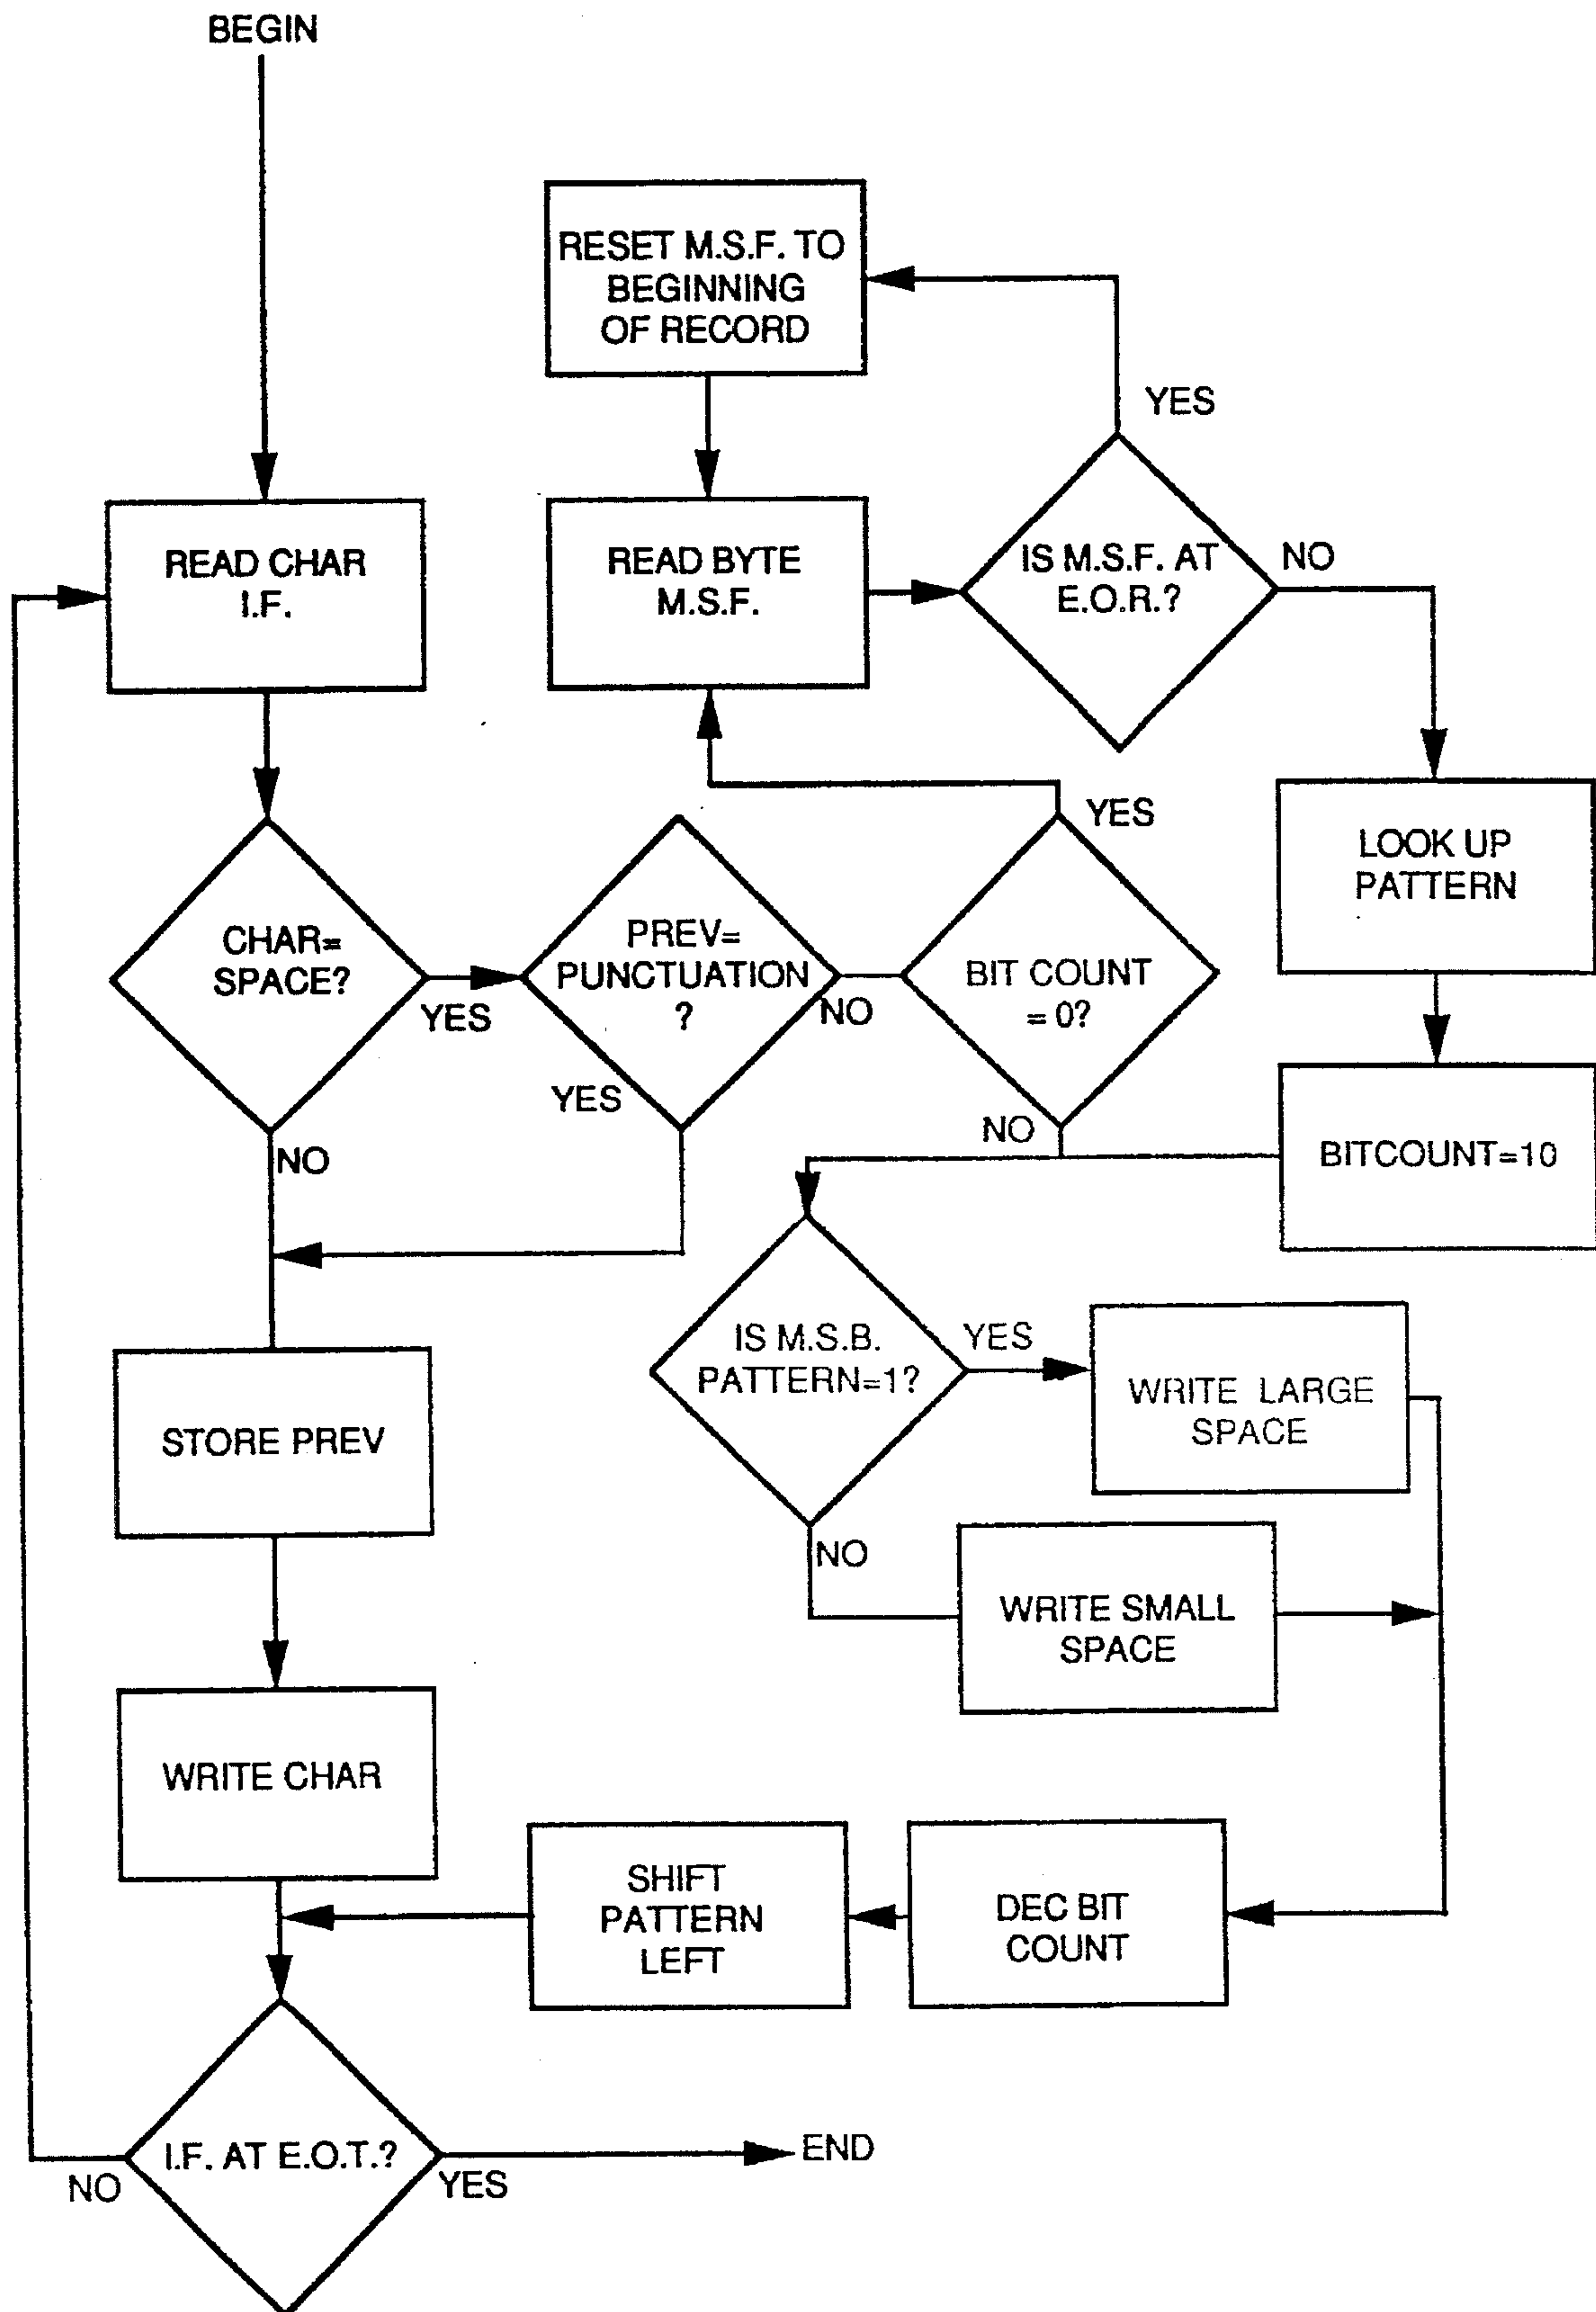 BEGIN
RESET M.S.F. TO
BEGINNING
OF RECORD
YES
READ CHAR
I.F.
READ BYTE
M.S.F.
IS M.S.F. AT
E.O.R.?
NO
YES
LOOK UP
PATTERN
CHAR=
SPACE?
YES
PREV=
PUNCTUATION
?
NO
BIT COUNT
= 0?
YES
NO
NO
BITCOUNT=10
IS M.S.B.
PATTERN=1?
YES
WRITE LARGE
SPACE
STORE PREV
NO
WRITE SMALL
SPACE
WRITE CHAR
SHIFT
PATTERN
LEFT
DEC BIT
COUNT
I.F. AT E.O.T.?
NO
YES
END